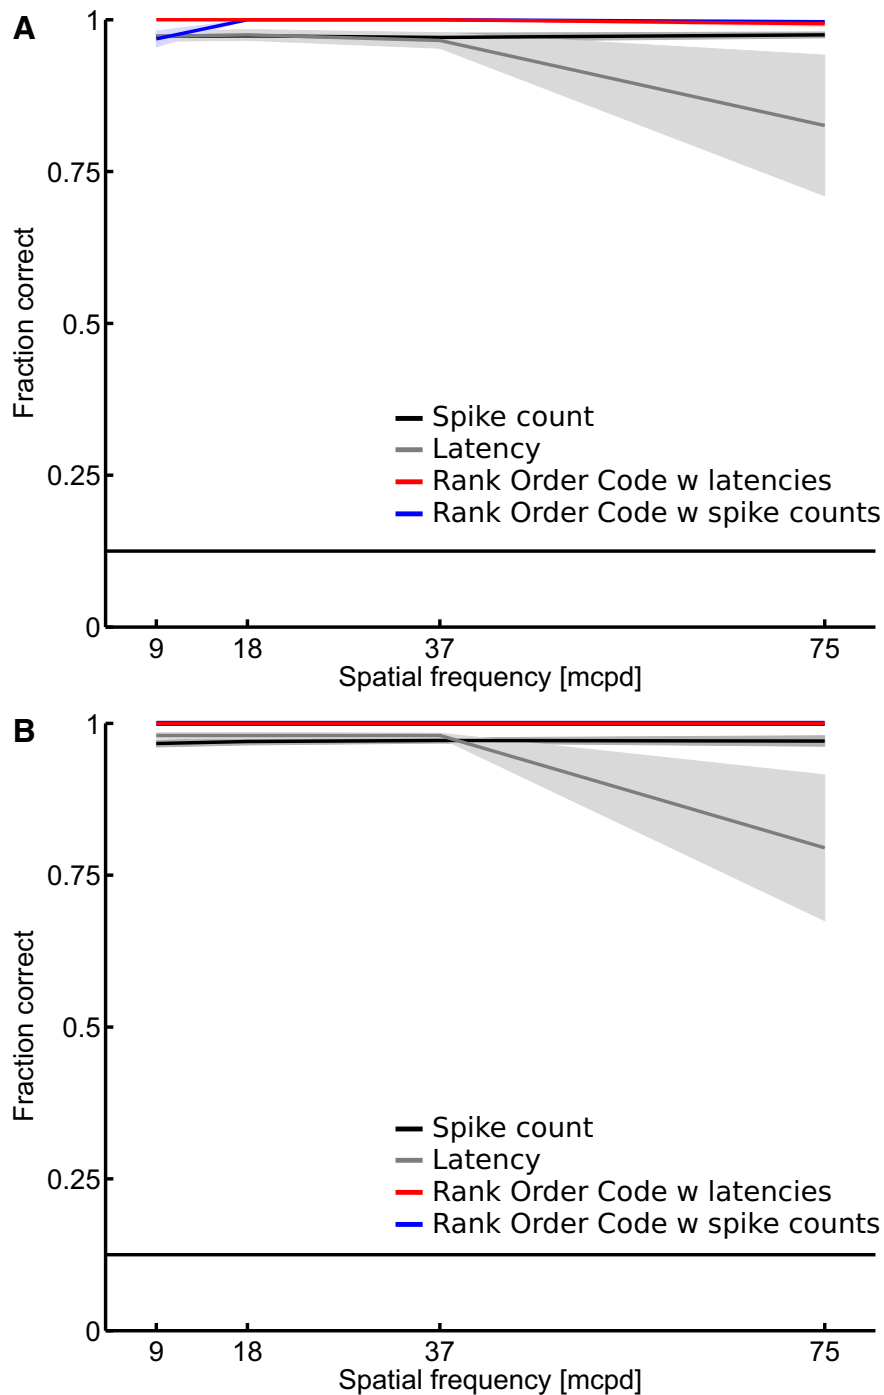 A
1
0.75
0.5
0.25
0
Fraction correct
Spike count
Latency
Rank Order Code w latencies
Rank Order Code w spike counts
9 18 37 75
Spatial frequency [mcpd]
B
1
0.75
0.5
0.25
0
Fraction correct
Spike count
Latency
Rank Order Code w latencies
Rank Order Code w spike counts
9 18 37 75
Spatial frequency [mcpd]